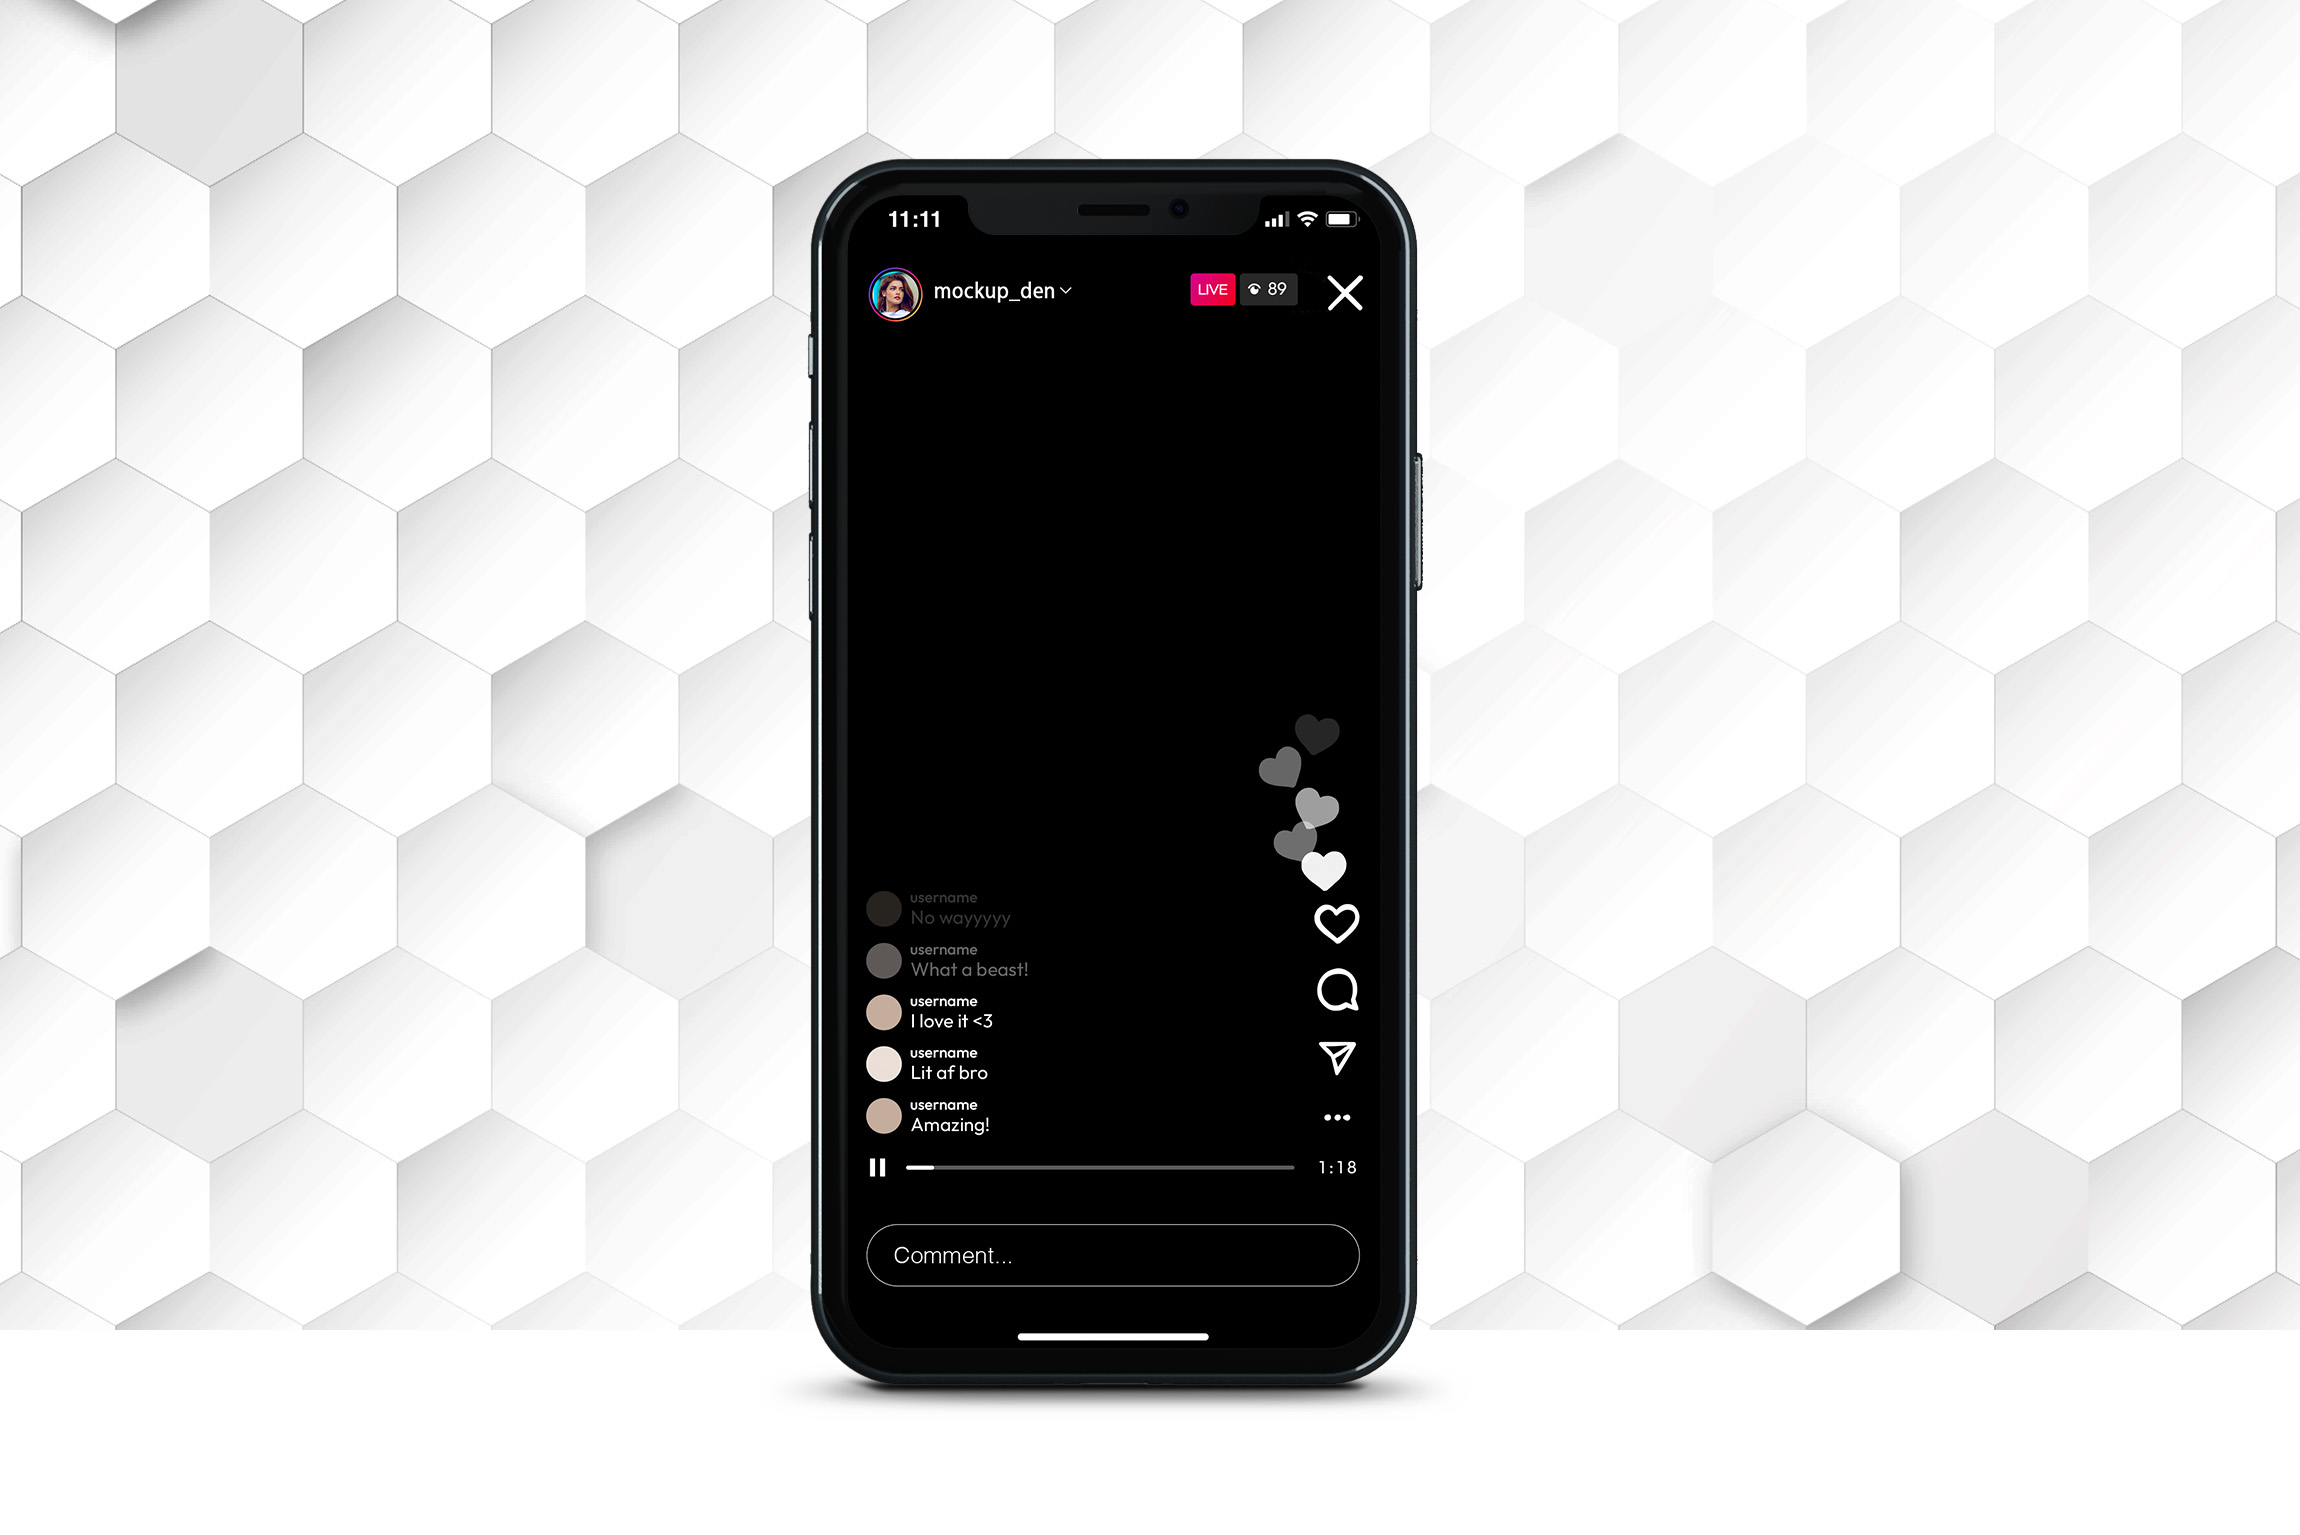 11:11
mockup_den
LIVE
89
username
No wayyyyy
username
What a beast!
username
I love it <3
username
Lit af bro
username
Amazing!
1:18
Comment...